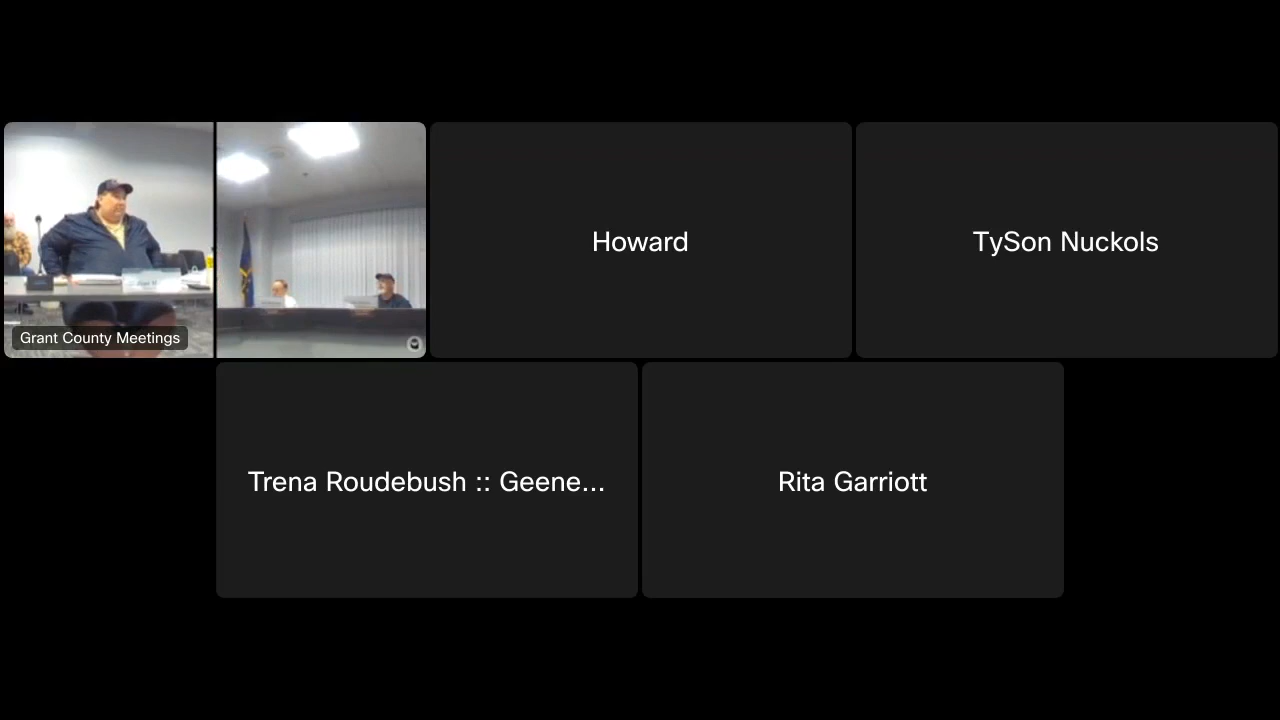 Grant County Meetings
Howard
TySon Nuckols
Trena Roudebush :: Geene...
Rita Garriott